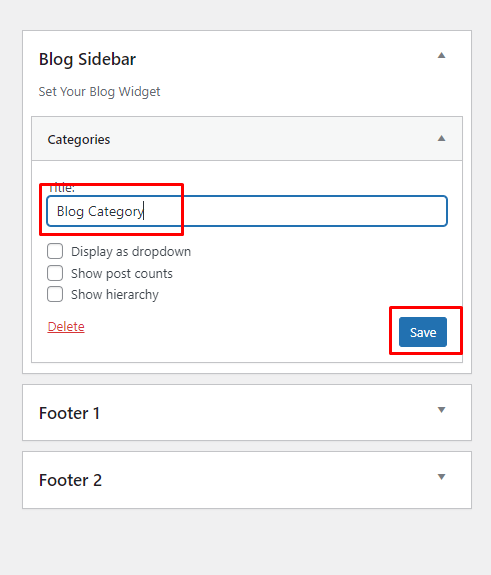 Blog Sidebar
Set Your Blog Widget
Categories
Title:
Blog Category
Display as dropdown
Show post counts
Show hierarchy
Delete
Save
Footer 1
Footer 2